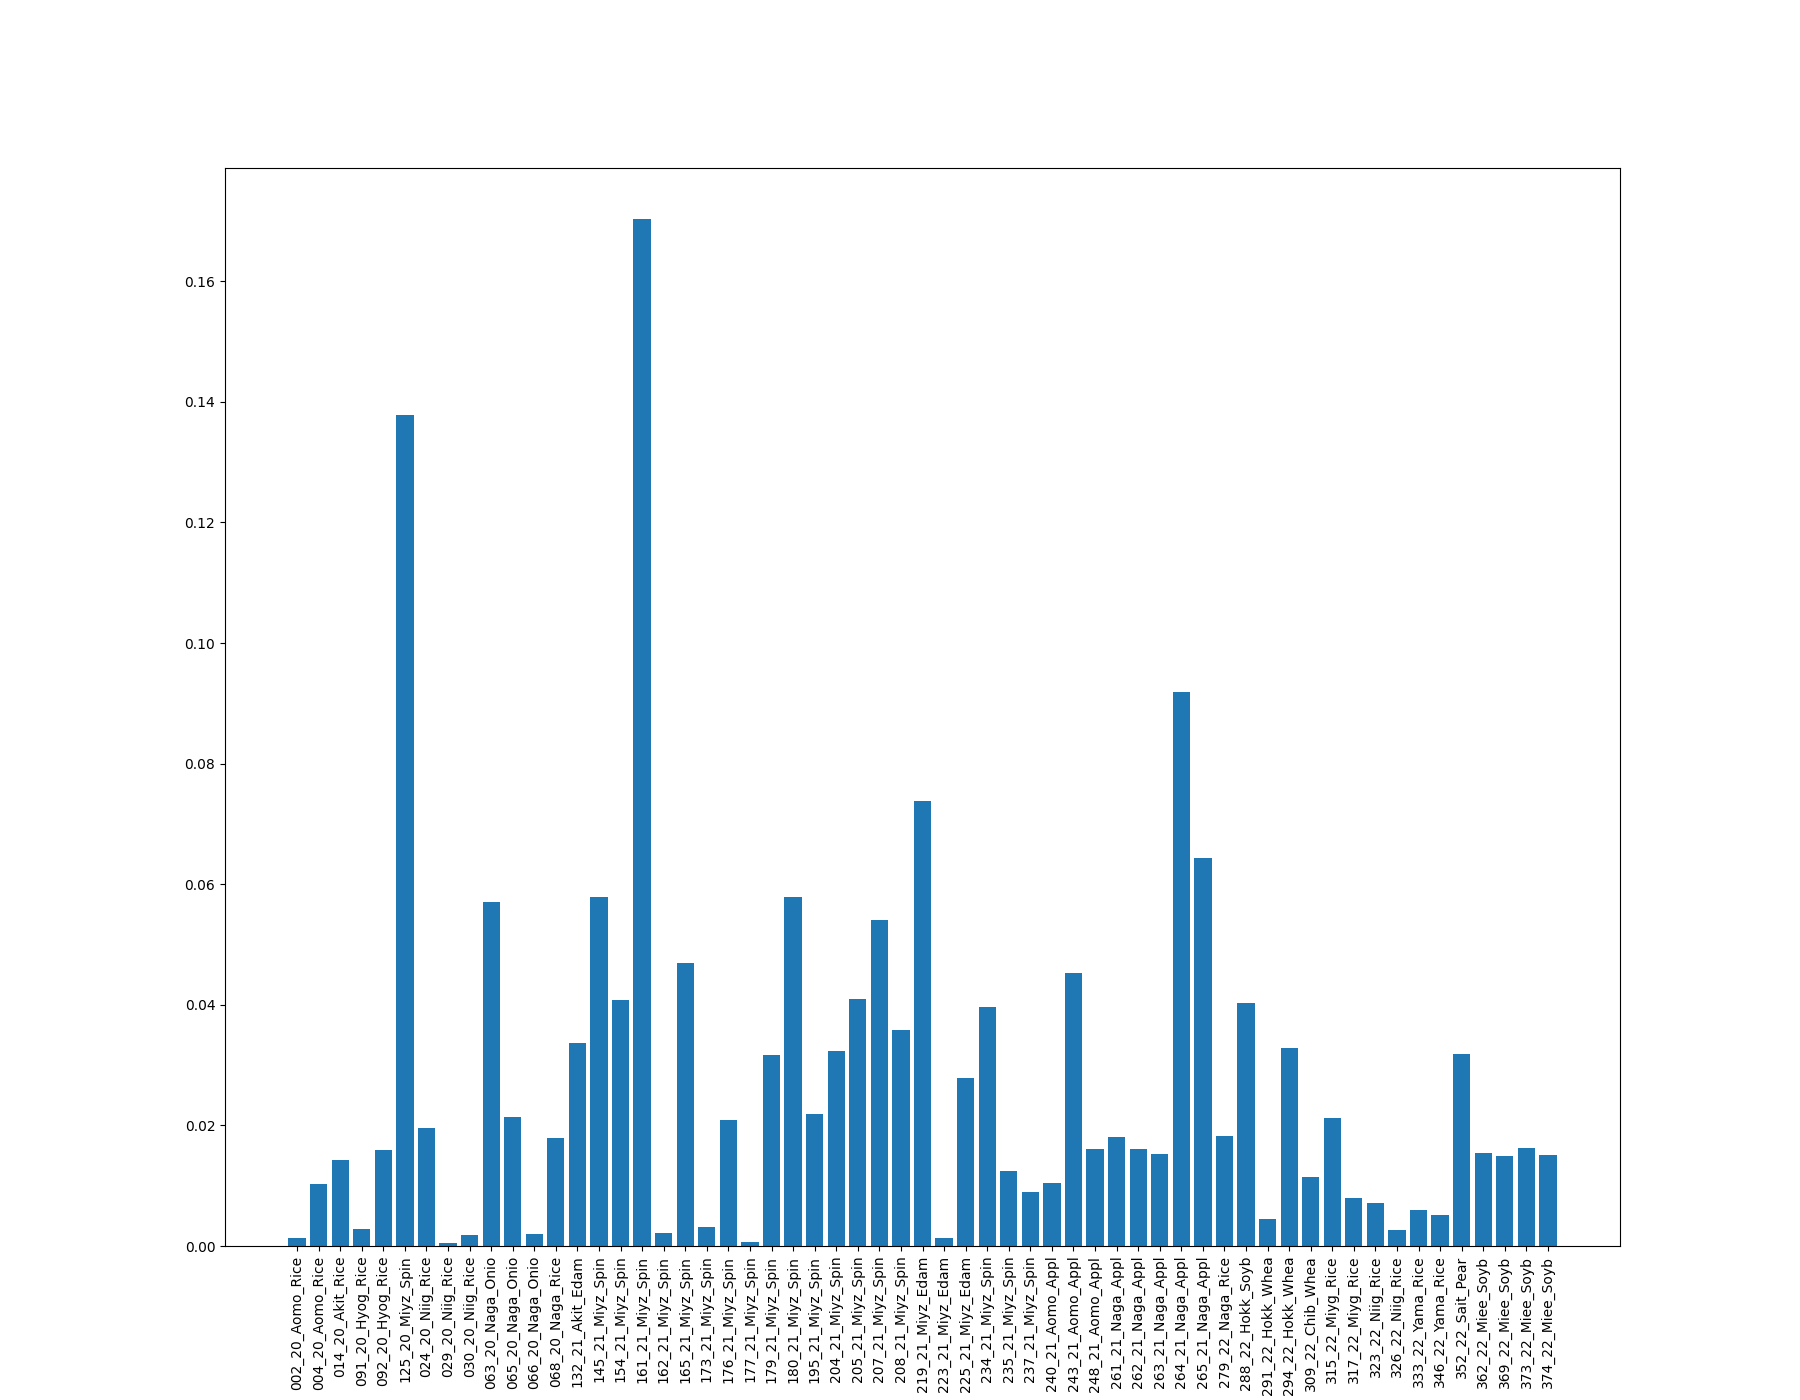 0.16
0.14
0.12
0.10
0.08
0.06
0.04
0.02
0.00
002_20_Aomo_Rice
004_20_Aomo_Rice
014_20_Akit_Rice
091_20_Hyog_Rice
092_20_Hyog_Rice
125_20_Miyz_Spin
024_20_Niig_Rice
029_20_Niig_Rice
030_20_Niig_Rice
063_20_Naga_Onio
065_20_Naga_Onio
066_20_Naga_Onio
068_20_Naga_Rice
132_21_Akit_Edam
145_21_Miyz_Spin
154_21_Miyz_Spin
161_21_Miyz_Spin
162_21_Miyz_Spin
165_21_Miyz_Spin
173_21_Miyz_Spin
176_21_Miyz_Spin
177_21_Miyz_Spin
179_21_Miyz_Spin
180_21_Miyz_Spin
195_21_Miyz_Spin
204_21_Miyz_Spin
205_21_Miyz_Spin
207_21_Miyz_Spin
208_21_Miyz_Spin
219_21_Miyz_Edam
223_21_Miyz_Edam
225_21_Miyz_Edam
234_21_Miyz_Spin
235_21_Miyz_Spin
237_21_Miyz_Spin
240_21_Aomo_Appl
243_21_Aomo_Appl
248_21_Aomo_Appl
261_21_Naga_Appl
262_21_Naga_Appl
263_21_Naga_Appl
264_21_Naga_Appl
265_21_Naga_Appl
279_22_Naga_Rice
288_22_Hokk_Soyb
291_22_Hokk_Whea
294_22_Hokk_Whea
309_22_Chib_Whea
315_22_Miyg_Rice
317_22_Miyg_Rice
323_22_Niig_Rice
326_22_Niig_Rice
333_22_Yama_Rice
346_22_Yama_Rice
352_22_Sait_Pear
362_22_Miee_Soyb
369_22_Miee_Soyb
373_22_Miee_Soyb
374_22_Miee_Soyb